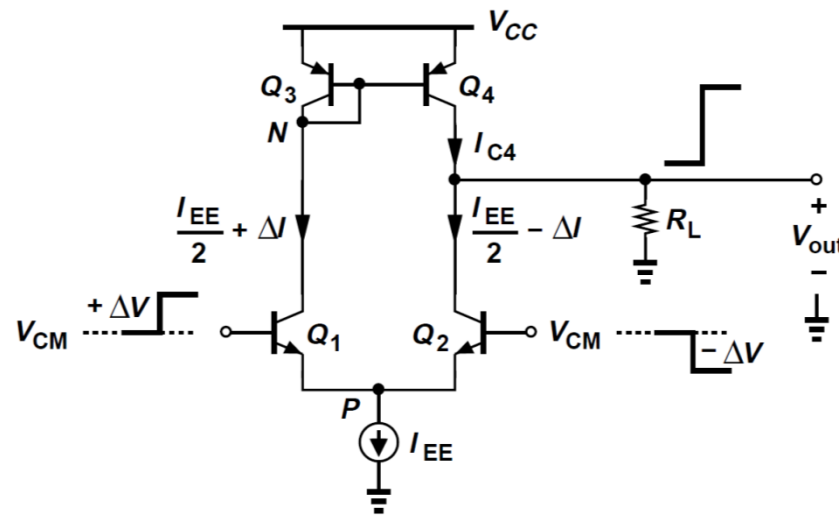 V_CC
Q_3
Q_4
N
I_C4
I_EE/2 + ΔI
I_EE/2 − ΔI
R_L
+
V_out
−
+ ΔV
V_CM
Q_1
Q_2
V_CM
− ΔV
P
I_EE